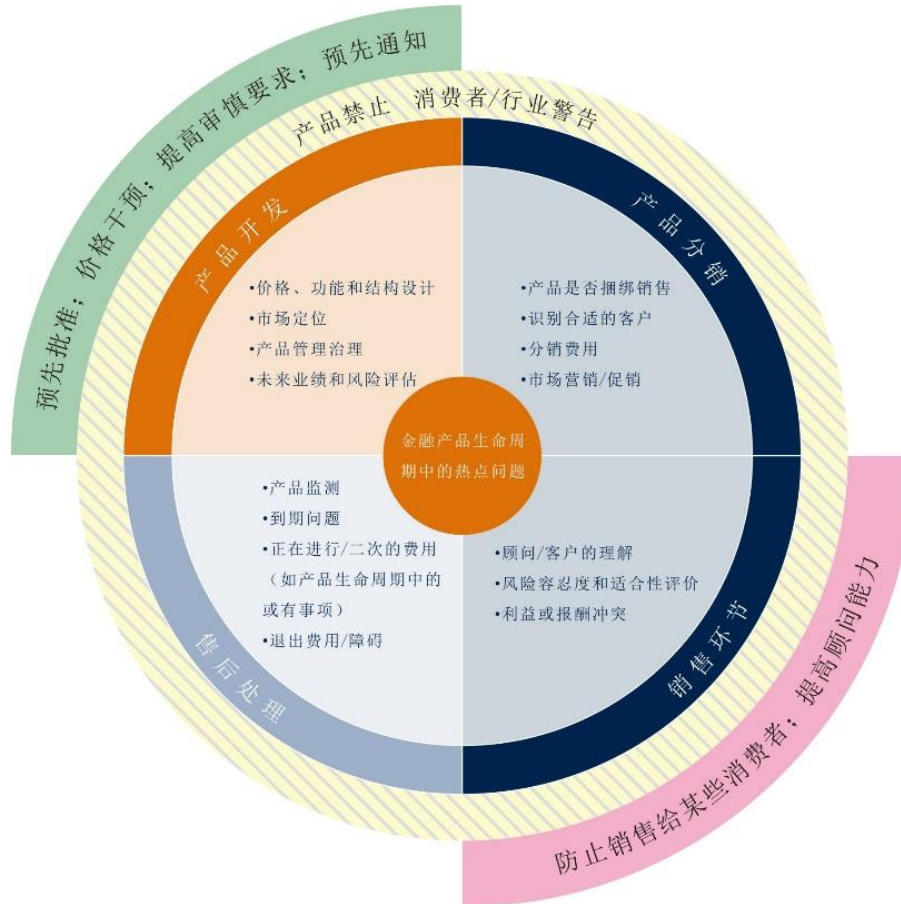 预先批准；价格干预；提高审慎要求；预先通知
产品禁止 消费者/行业警告
产品开发
•价格、功能和结构设计
•市场定位
•产品管理治理
•未来业绩和风险评估
产品分销
•产品是否捆绑销售
•识别合适的客户
•分销费用
•市场营销/促销
金融产品生命周
期中的热点问题
•产品监测
•到期问题
•正在进行/二次的费用
（如产品生命周期中的
或有事项）
•退出费用/障碍
售后处理
•顾问/客户的理解
•风险容忍度和适合性评价
•利益或报酬冲突
销售环节
防止销售给某些消费者；提高顾问能力